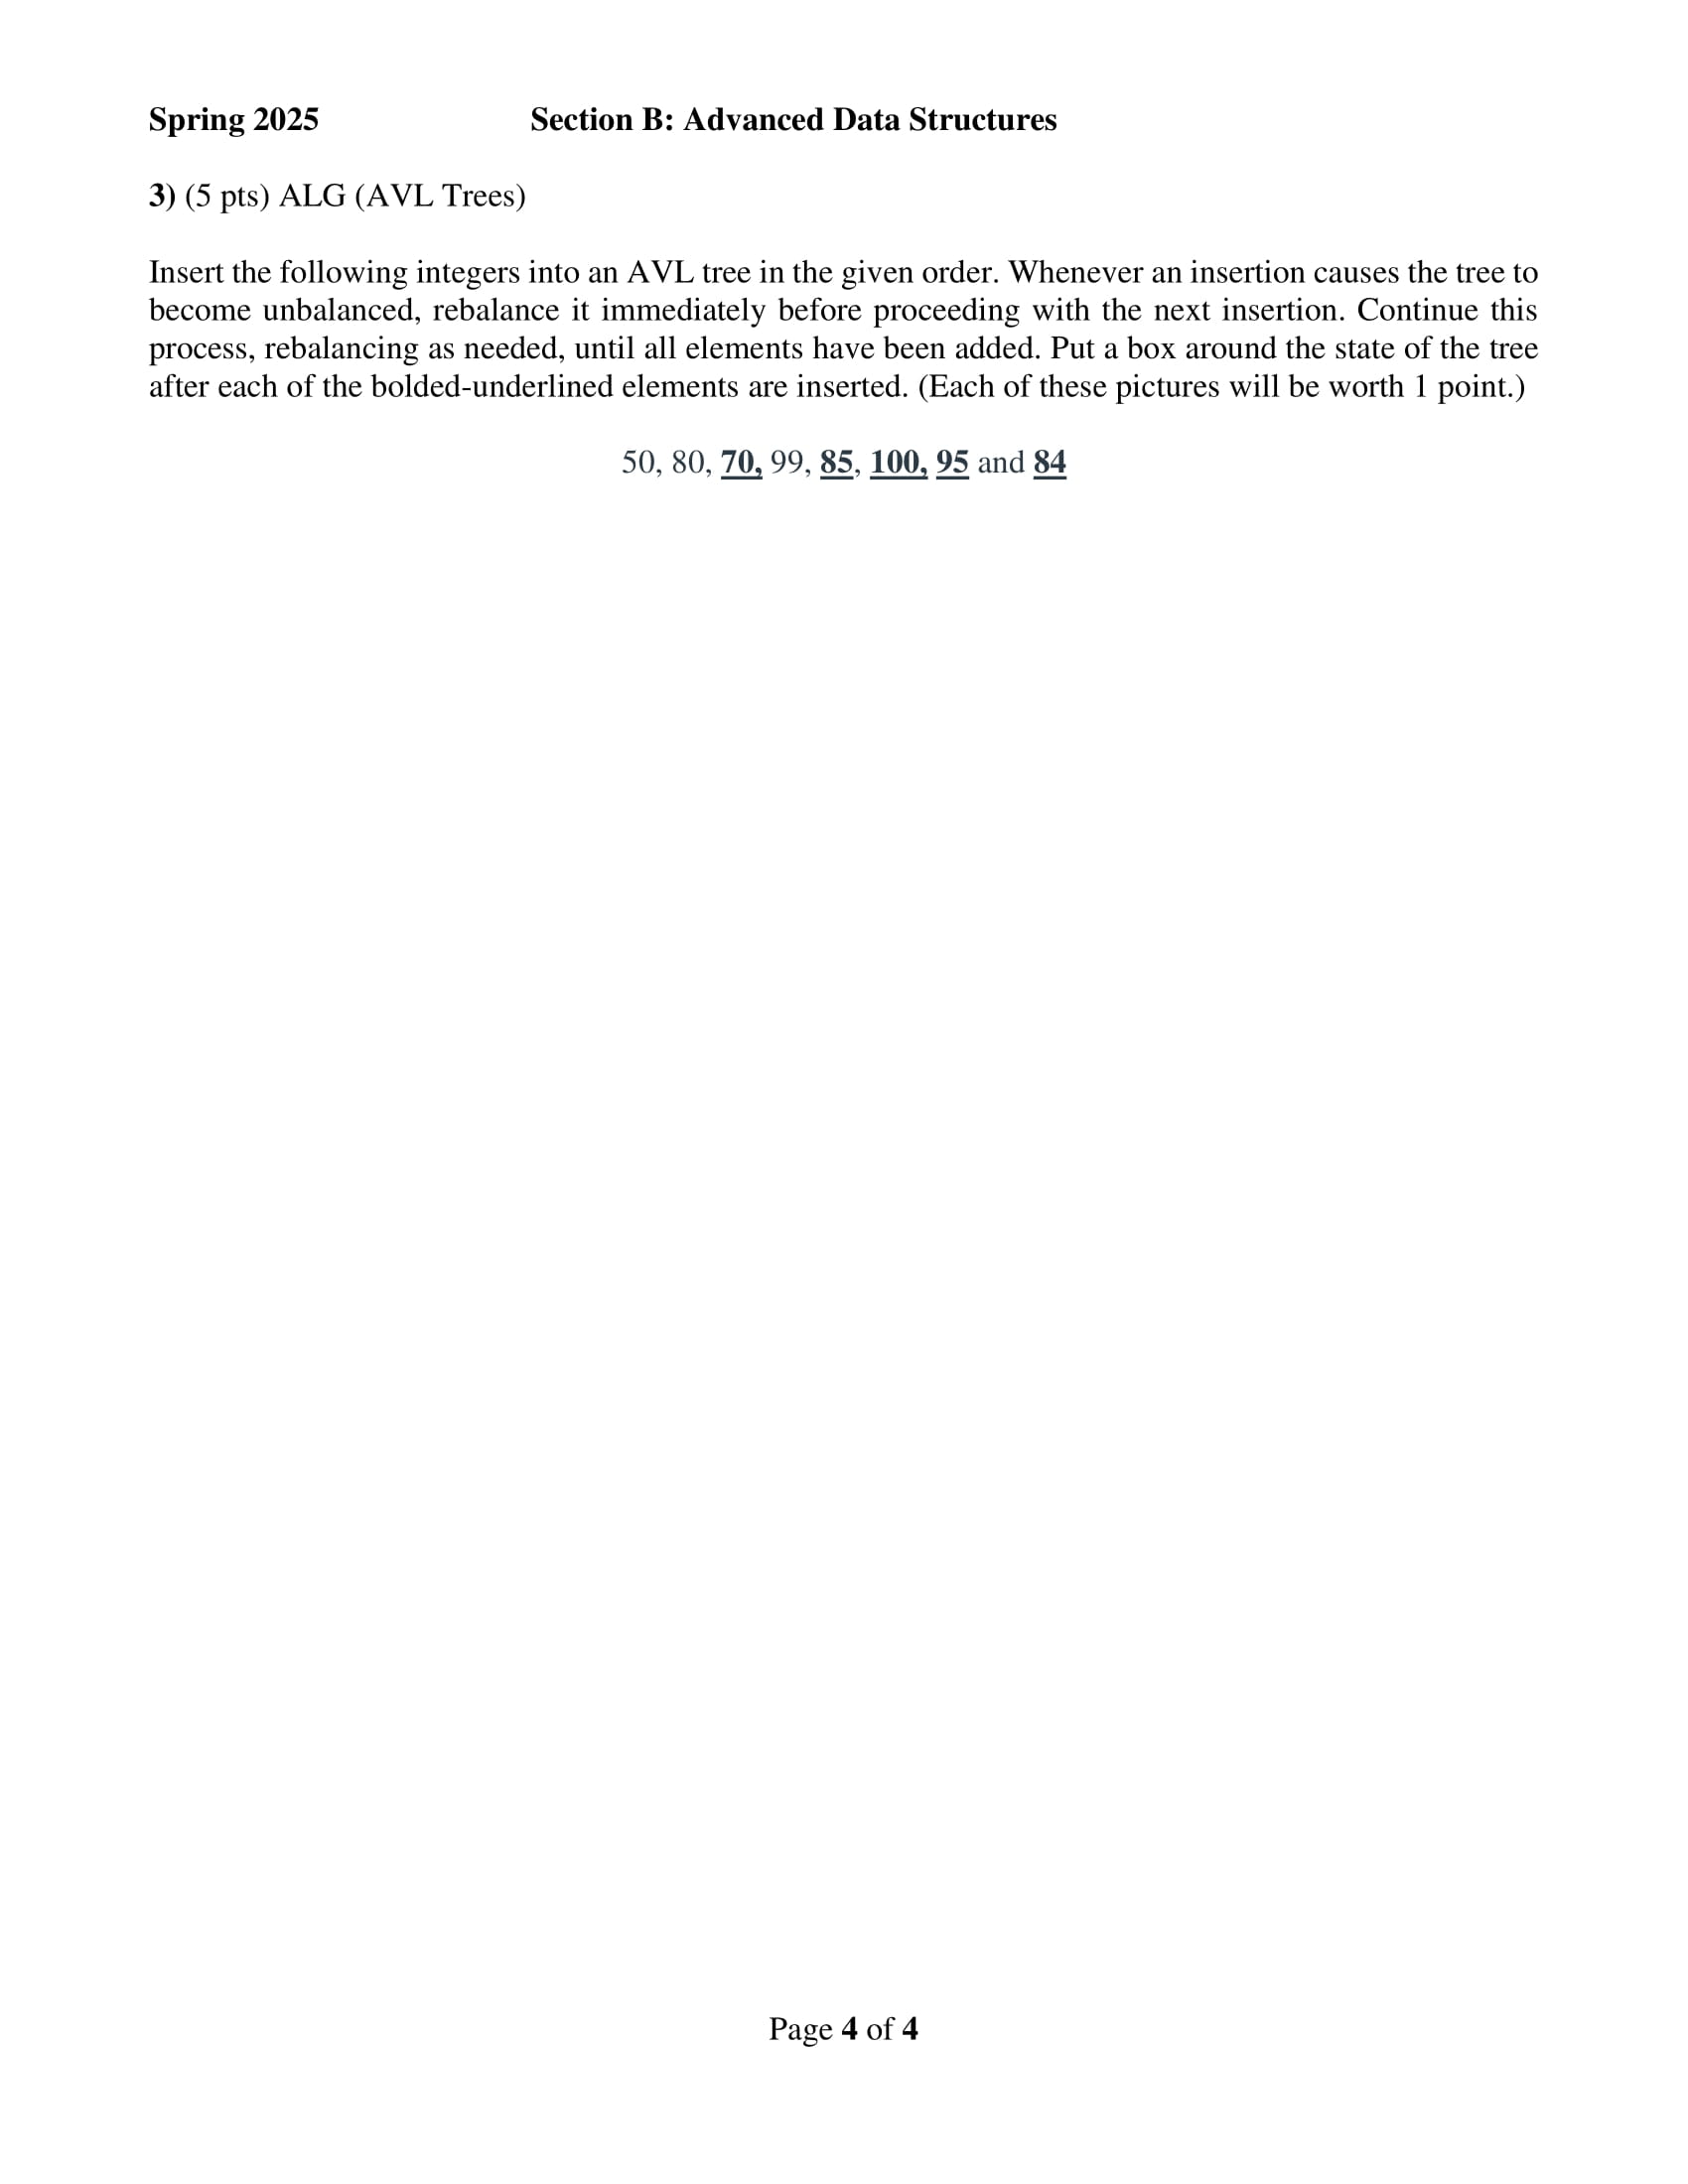 Spring 2025 Section B: Advanced Data Structures
3) (5 pts) ALG (AVL Trees)
Insert the following integers into an AVL tree in the given order. Whenever an insertion causes the tree to
become unbalanced, rebalance it immediately before proceeding with the next insertion. Continue this
process, rebalancing as needed, until all elements have been added. Put a box around the state of the tree
after each of the bolded-underlined elements are inserted. (Each of these pictures will be worth 1 point.)
50, 80, 70, 99, 85, 100, 95 and 84
Page 4 of 4